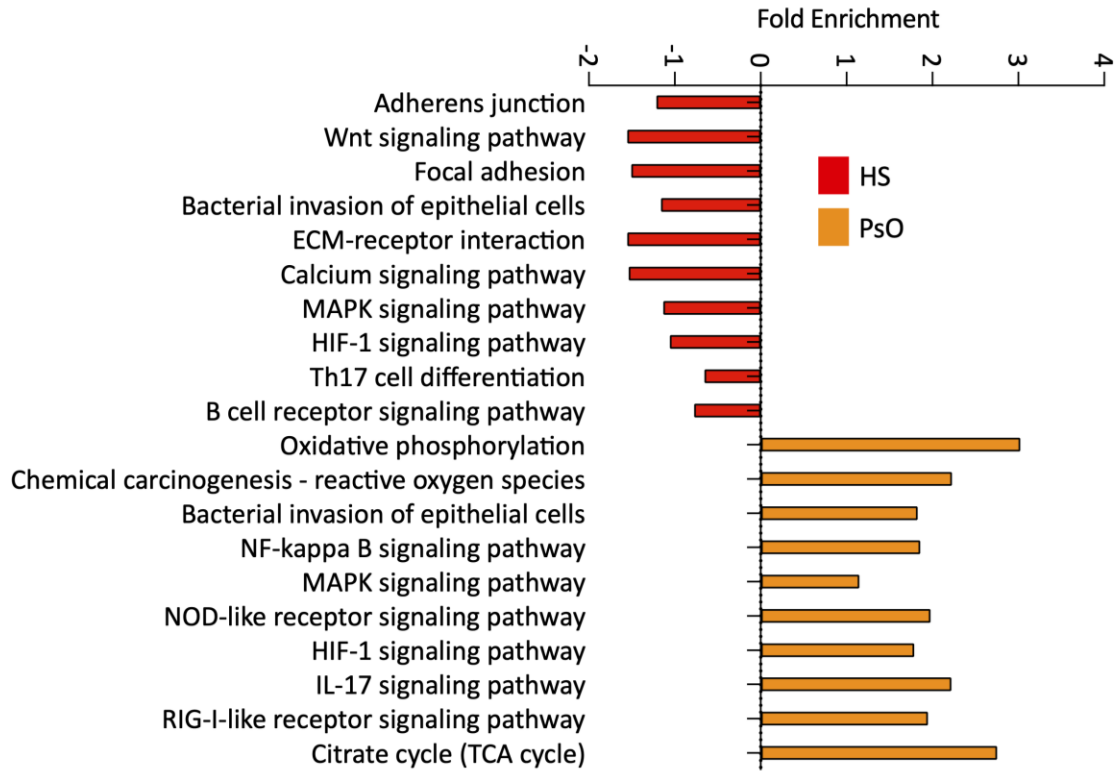 Fold Enrichment
-2 -1 0 1 2 3 4
Adherens junction
Wnt signaling pathway
Focal adhesion
HS
Bacterial invasion of epithelial cells
PsO
ECM-receptor interaction
Calcium signaling pathway
MAPK signaling pathway
HIF-1 signaling pathway
Th17 cell differentiation
B cell receptor signaling pathway
Oxidative phosphorylation
Chemical carcinogenesis - reactive oxygen species
Bacterial invasion of epithelial cells
NF-kappa B signaling pathway
MAPK signaling pathway
NOD-like receptor signaling pathway
HIF-1 signaling pathway
IL-17 signaling pathway
RIG-I-like receptor signaling pathway
Citrate cycle (TCA cycle)